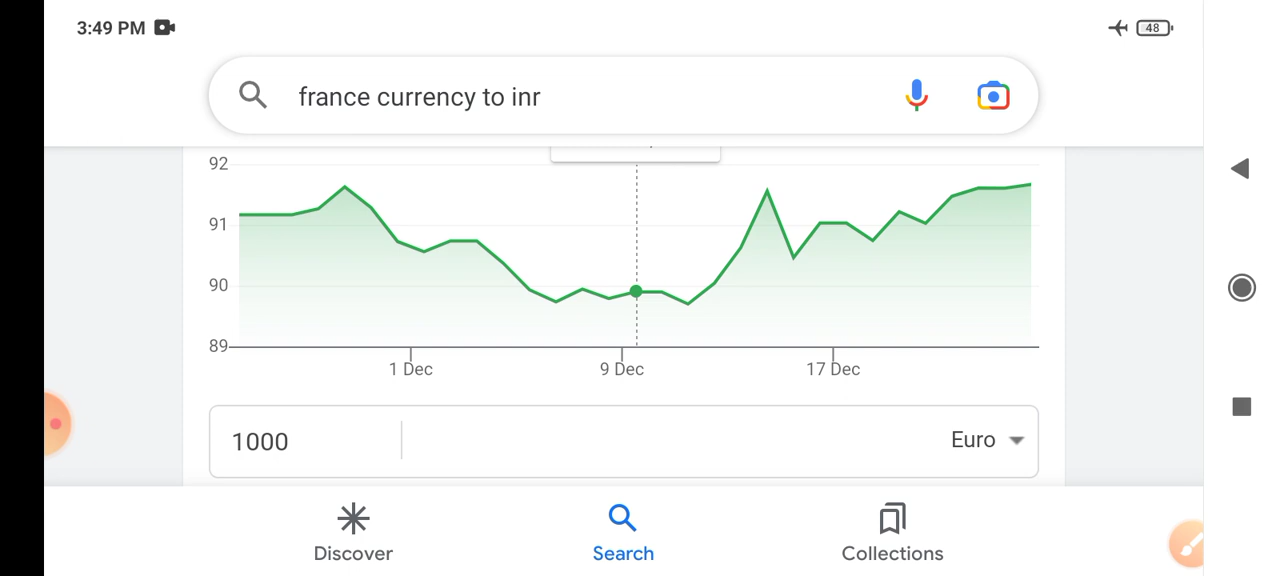 3:49 PM
48
france currency to inr
92
91
90
89
1 Dec 9 Dec 17 Dec
1000 Euro
Discover Search Collections